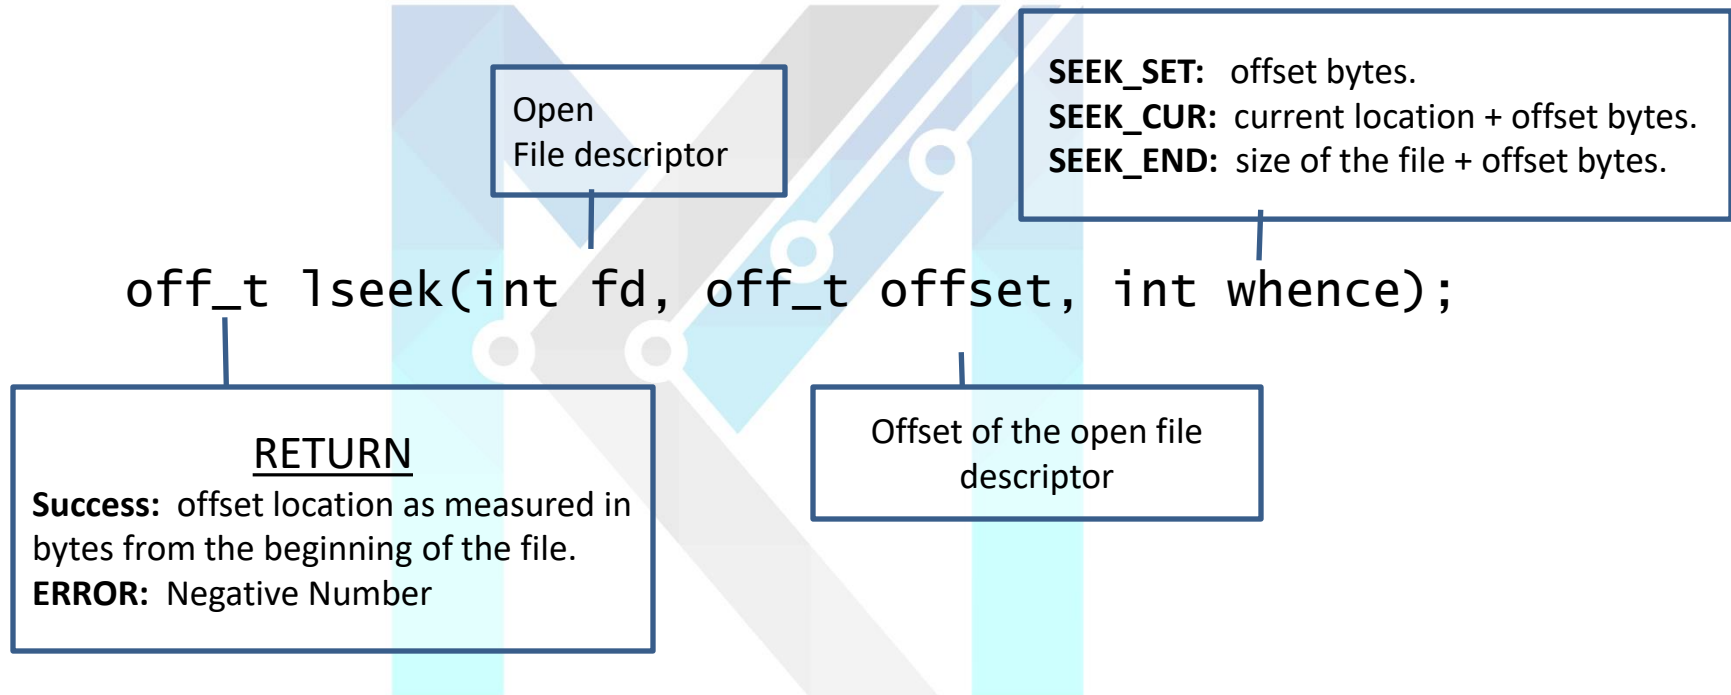 Open
File descriptor
SEEK_SET: offset bytes.
SEEK_CUR: current location + offset bytes.
SEEK_END: size of the file + offset bytes.
off_t lseek(int fd, off_t offset, int whence);
RETURN
Success: offset location as measured in
bytes from the beginning of the file.
ERROR: Negative Number
Offset of the open file
descriptor